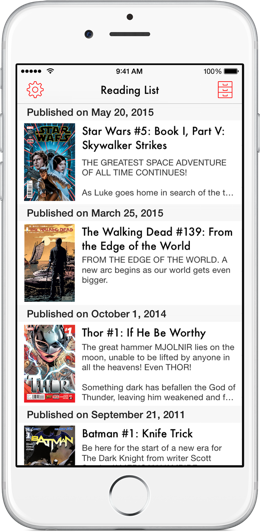 9:41 AM
100%
Reading List
Published on May 20, 2015
STAR WARS
Star Wars #5: Book I, Part V:
Skywalker Strikes
THE GREATEST SPACE ADVENTURE
OF ALL TIME CONTINUES!
As Luke goes home in search of the t…
Published on March 25, 2015
THE WALKING DEAD
The Walking Dead #139: From
the Edge of the World
FROM THE EDGE OF THE WORLD. A
new arc begins as our world gets even
bigger.
Published on October 1, 2014
THOR
Thor #1: If He Be Worthy
The great hammer MJOLNIR lies on the
moon, unable to be lifted by anyone in
all the heavens! Even THOR!
Something dark has befallen the God of
Thunder, leaving him weakened and f…
Published on September 21, 2011
BATMAN
Batman #1: Knife Trick
Be here for the start of a new era for
The Dark Knight from writer Scott